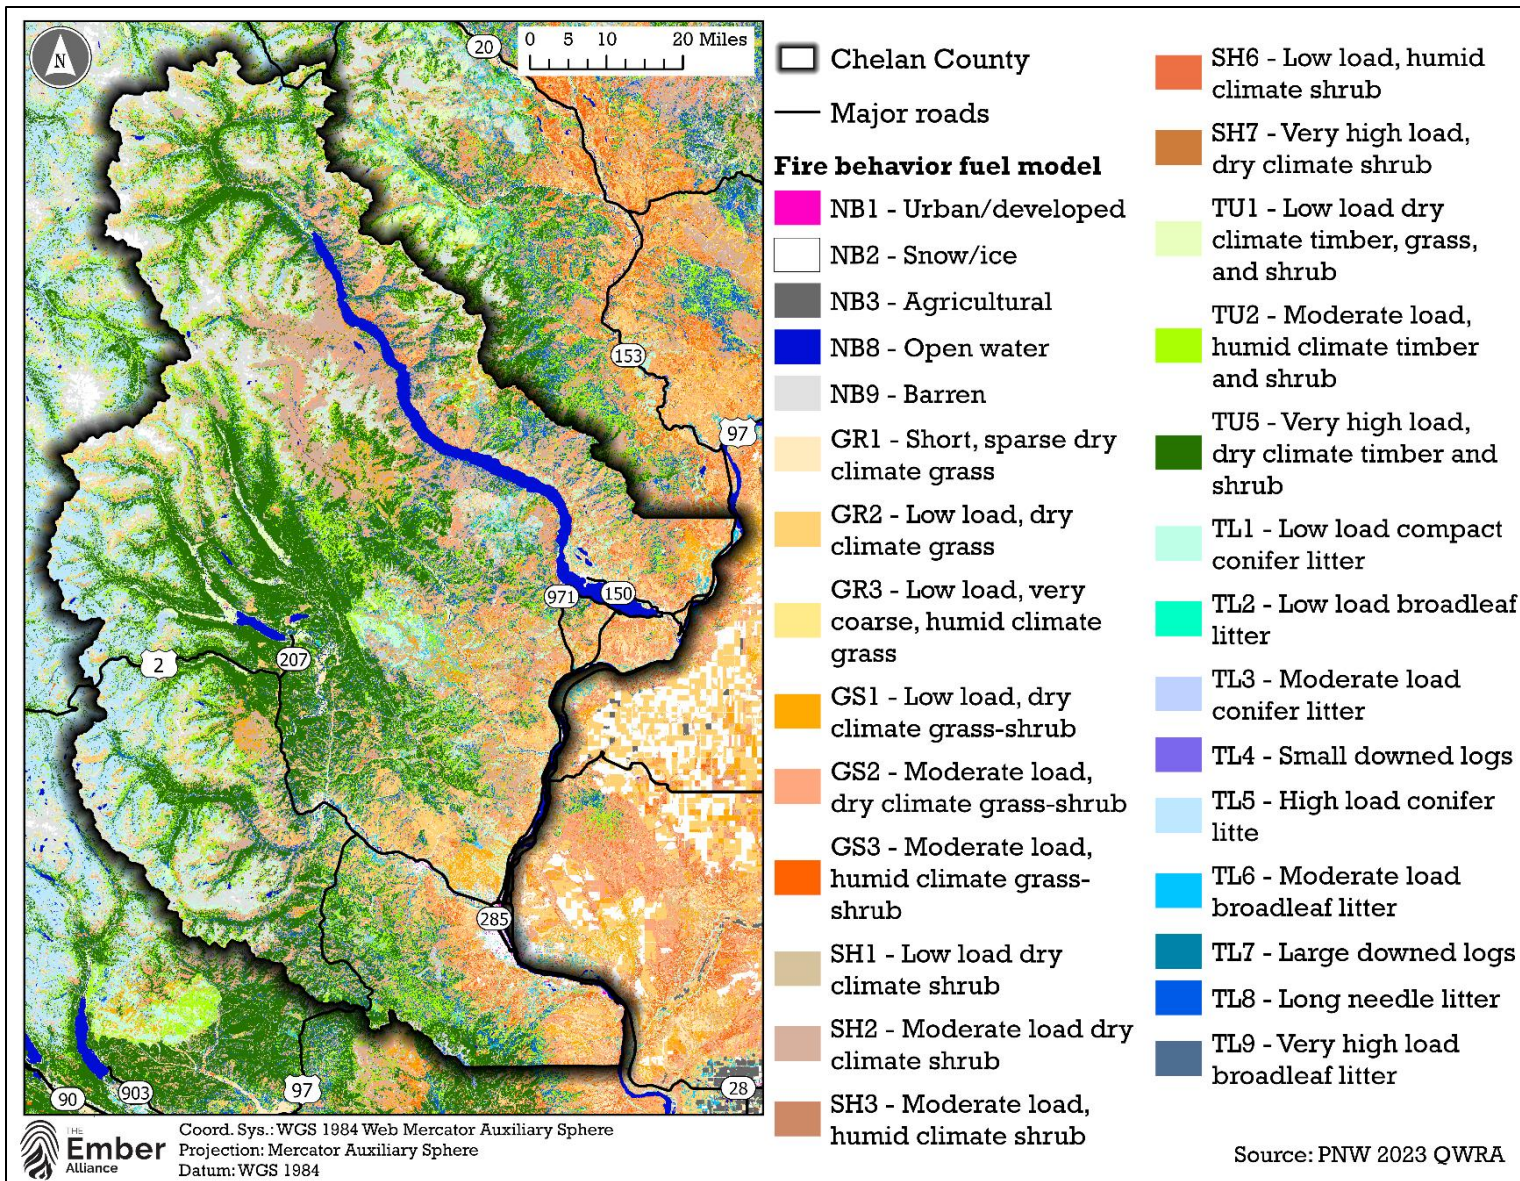 N
0 5 10 20 Miles
20
153
97
971
150
2
207
285
90
903
97
28
Chelan County
Major roads
Fire behavior fuel model
NB1 - Urban/developed
NB2 - Snow/ice
NB3 - Agricultural
NB8 - Open water
NB9 - Barren
GR1 - Short, sparse dry
climate grass
GR2 - Low load, dry
climate grass
GR3 - Low load, very
coarse, humid climate
grass
GS1 - Low load, dry
climate grass-shrub
GS2 - Moderate load,
dry climate grass-shrub
GS3 - Moderate load,
humid climate grass-
shrub
SH1 - Low load dry
climate shrub
SH2 - Moderate load dry
climate shrub
SH3 - Moderate load,
humid climate shrub
SH6 - Low load, humid
climate shrub
SH7 - Very high load,
dry climate shrub
TU1 - Low load dry
climate timber, grass,
and shrub
TU2 - Moderate load,
humid climate timber
and shrub
TU5 - Very high load,
dry climate timber and
shrub
TL1 - Low load compact
conifer litter
TL2 - Low load broadleaf
litter
TL3 - Moderate load
conifer litter
TL4 - Small downed logs
TL5 - High load conifer
litte
TL6 - Moderate load
broadleaf litter
TL7 - Large downed logs
TL8 - Long needle litter
TL9 - Very high load
broadleaf litter
THE
Ember
Alliance
Coord. Sys.: WGS 1984 Web Mercator Auxiliary Sphere
Projection: Mercator Auxiliary Sphere
Datum: WGS 1984
Source: PNW 2023 QWRA